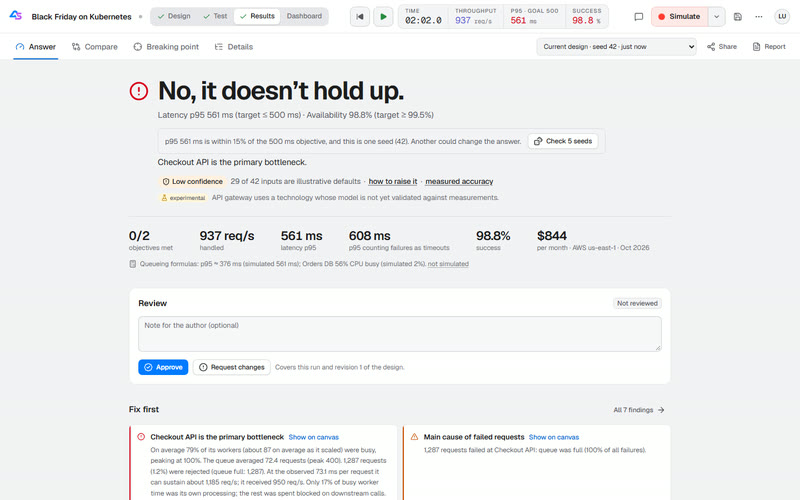 Black Friday on Kubernetes
Design
Test
Results
Dashboard
TIME
02:02.0
THROUGHPUT
937 req/s
P95 · GOAL 500
561 ms
SUCCESS
98.8 %
Simulate
LU
Answer
Compare
Breaking point
Details
Current design · seed 42 · just now
Share
Report
No, it doesn’t hold up.
Latency p95 561 ms (target ≤ 500 ms) · Availability 98.8% (target ≥ 99.5%)
p95 561 ms is within 15% of the 500 ms objective, and this is one seed (42). Another could change the answer.
Check 5 seeds
Checkout API is the primary bottleneck.
Low confidence
29 of 42 inputs are illustrative defaults · how to raise it · measured accuracy
experimental
API gateway uses a technology whose model is not yet validated against measurements.
0/2
objectives met
937 req/s
handled
561 ms
latency p95
608 ms
p95 counting failures as timeouts
98.8%
success
$844
per month · AWS us-east-1 · Oct 2026
Queueing formulas: p95 ≈ 376 ms (simulated 561 ms); Orders DB 56% CPU busy (simulated 2%). not simulated
Review
Not reviewed
Note for the author (optional)
Approve
Request changes
Covers this run and revision 1 of the design.
Fix first
All 7 findings
Checkout API is the primary bottleneck
Show on canvas
On average 79% of its workers (about 87 on average as it scaled) were busy,
peaking at 100%. The queue averaged 72.4 requests (peak 400). 1,287 requests
(1.2%) were rejected (queue full: 1,287). At the observed 73.1 ms per request it
can sustain about 1,185 req/s; it received 950 req/s. Only 17% of busy worker
time was its own processing; the rest was spent blocked on downstream calls.
Main cause of failed requests
Show on canvas
1,287 requests failed at Checkout API: queue was full (100% of all failures).